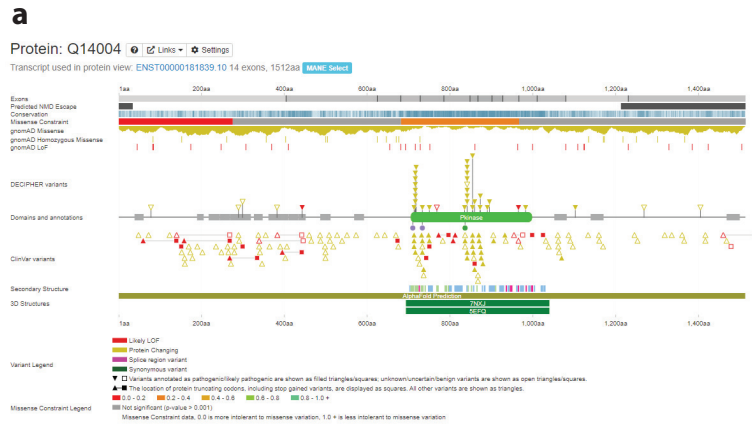 a
Protein: Q14004 ? Links Settings
Transcript used in protein view: ENST00000181839.10 14 exons, 1512aa MANE Select
1aa 200aa 400aa 600aa 800aa 1,000aa 1,200aa 1,400aa
Exons
Predicted NMD Escape
Conservation
Missense Constraint
gnomAD Missense
gnomAD Homozygous Missense
gnomAD LoF
DECIPHER variants
Domains and annotations Pkinase
ClinVar variants
Secondary Structure
AlphaFold Prediction
3D Structures 7NXJ
5EFQ
1aa 200aa 400aa 600aa 800aa 1,000aa 1,200aa 1,400aa
Likely LOF
Protein Changing
Splice region variant
Synonymous variant
Variant Legend
Variants annotated as pathogenic/likely pathogenic are shown as filled triangles/squares; unknown/uncertain/benign variants are shown as open triangles/squares.
The location of protein truncating codons, including stop gained variants, are displayed as squares. All other variants are shown as triangles.
0.0 - 0.2 0.2 - 0.4 0.4 - 0.6 0.6 - 0.8 0.8 - 1.0 +
Missense Constraint Legend Not significant (p-value > 0.001)
Missense Constraint data, 0.0 is more intolerant to missense variation, 1.0 + is less intolerant to missense variation